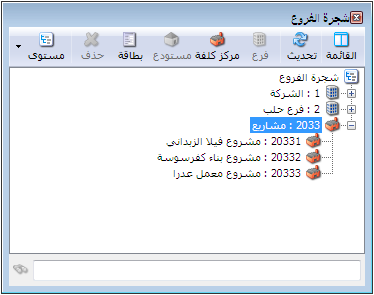 شجرة الفروع
القائمة تحديث فرع مركز كلفة مستودع بطاقة حذف مستوى
شجرة الفروع
1 : الشركة
2 : فرع حلب
2033 : مشاريع
20331 : مشروع فيلا الزبداني
20332 : مشروع بناء كفرسوسة
20333 : مشروع معمل عدرا